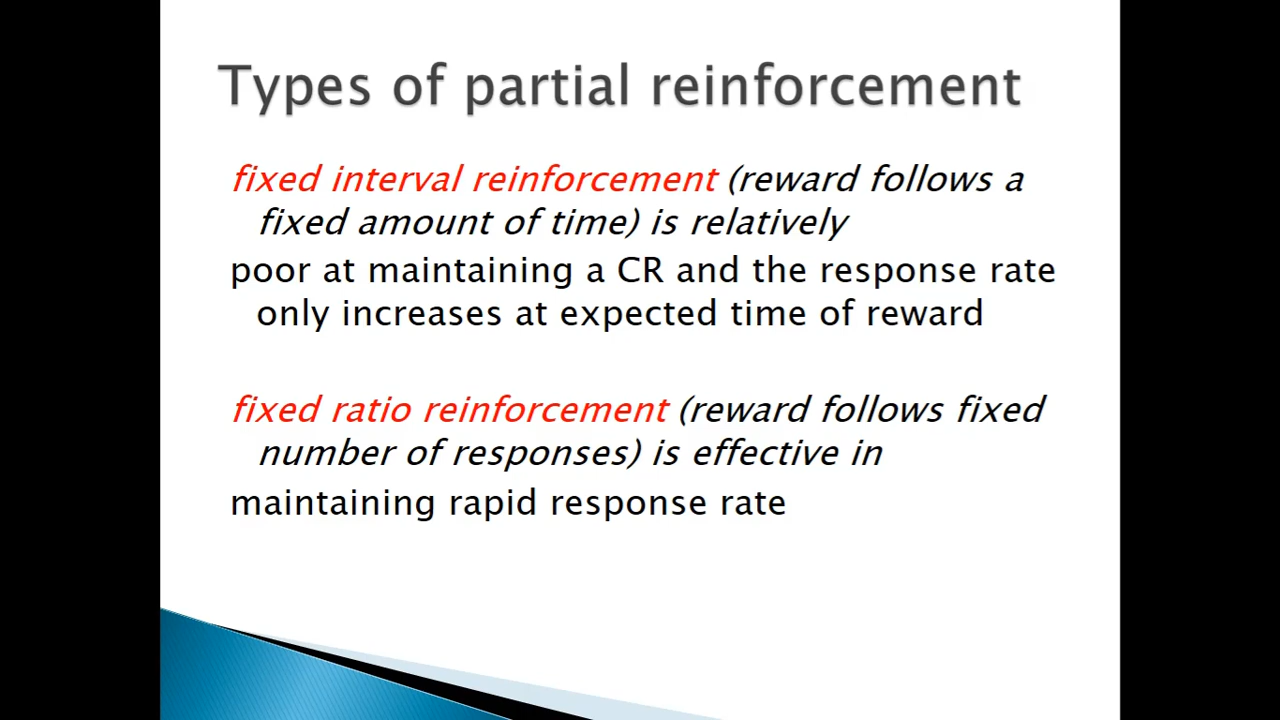 Types of partial reinforcement
fixed interval reinforcement (reward follows a
fixed amount of time) is relatively
poor at maintaining a CR and the response rate
only increases at expected time of reward
fixed ratio reinforcement (reward follows fixed
number of responses) is effective in
maintaining rapid response rate